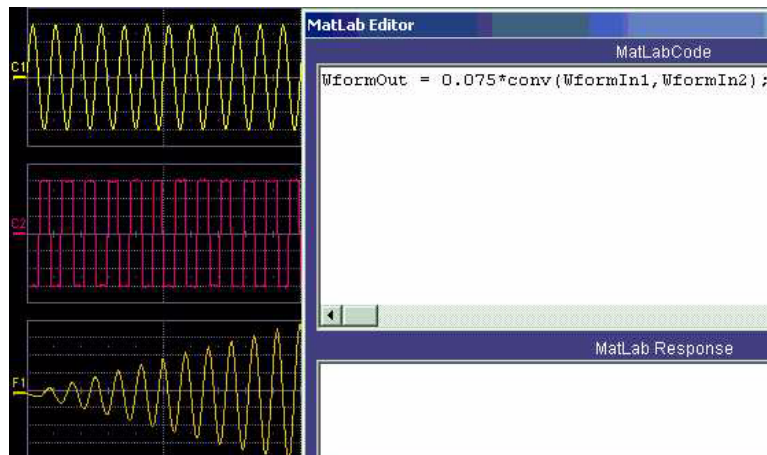 MatLab Editor
MatLabCode
WformOut = 0.075*conv(WformIn1,WformIn2);
C1
C2
F1
MatLab Response